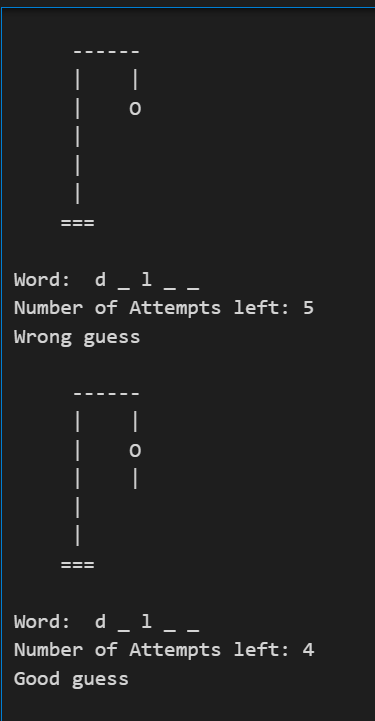 ------
|    |
|    O
|
|
|
===
Word:  d _ l _ _
Number of Attempts left: 5
Wrong guess
------
|    |
|    O
|    |
|
|
===
Word:  d _ l _ _
Number of Attempts left: 4
Good guess